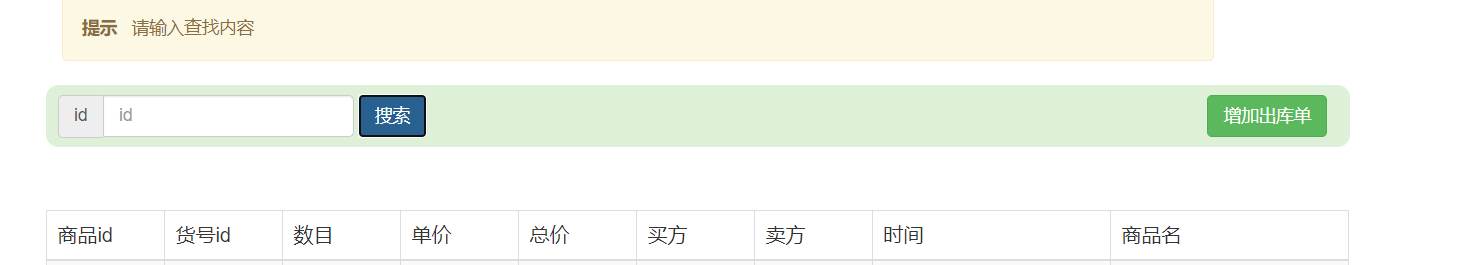 提示 请输入查找内容
id id 搜索 增加出库单
商品id 货号id 数目 单价 总价 买方 卖方 时间 商品名